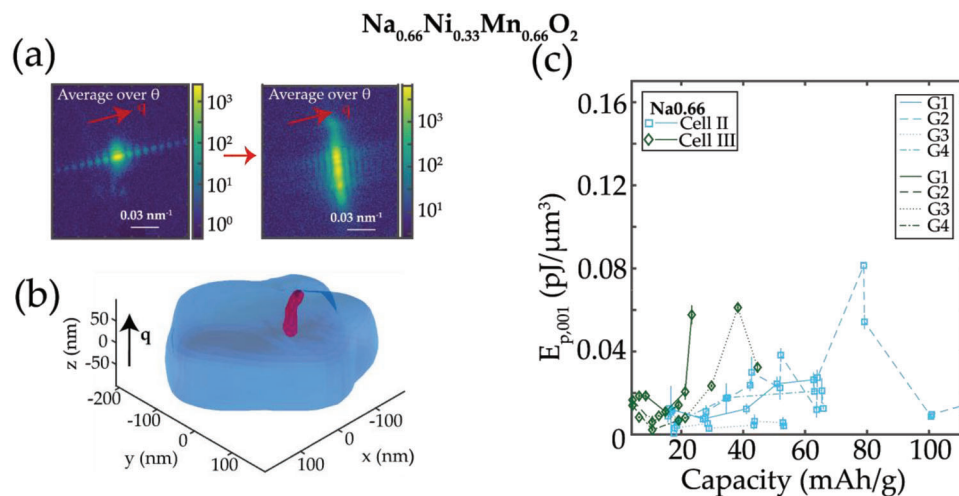 Na0.66Ni0.33Mn0.66O2
(a)
Average over θ
q
0.03 nm-1
10³
10²
10¹
10⁰
Average over θ
q
0.03 nm-1
10³
10²
10¹
(b)
z (nm)
50
0
-50
q
-200
-100
0
100
y (nm)
-100
0
100
x (nm)
(c)
Ep,001 (pJ/μm³)
0.16
0.12
0.08
0.04
0
20
40
60
80
100
Capacity (mAh/g)
Na0.66
Cell II
Cell III
G1
G2
G3
G4
G1
G2
G3
G4